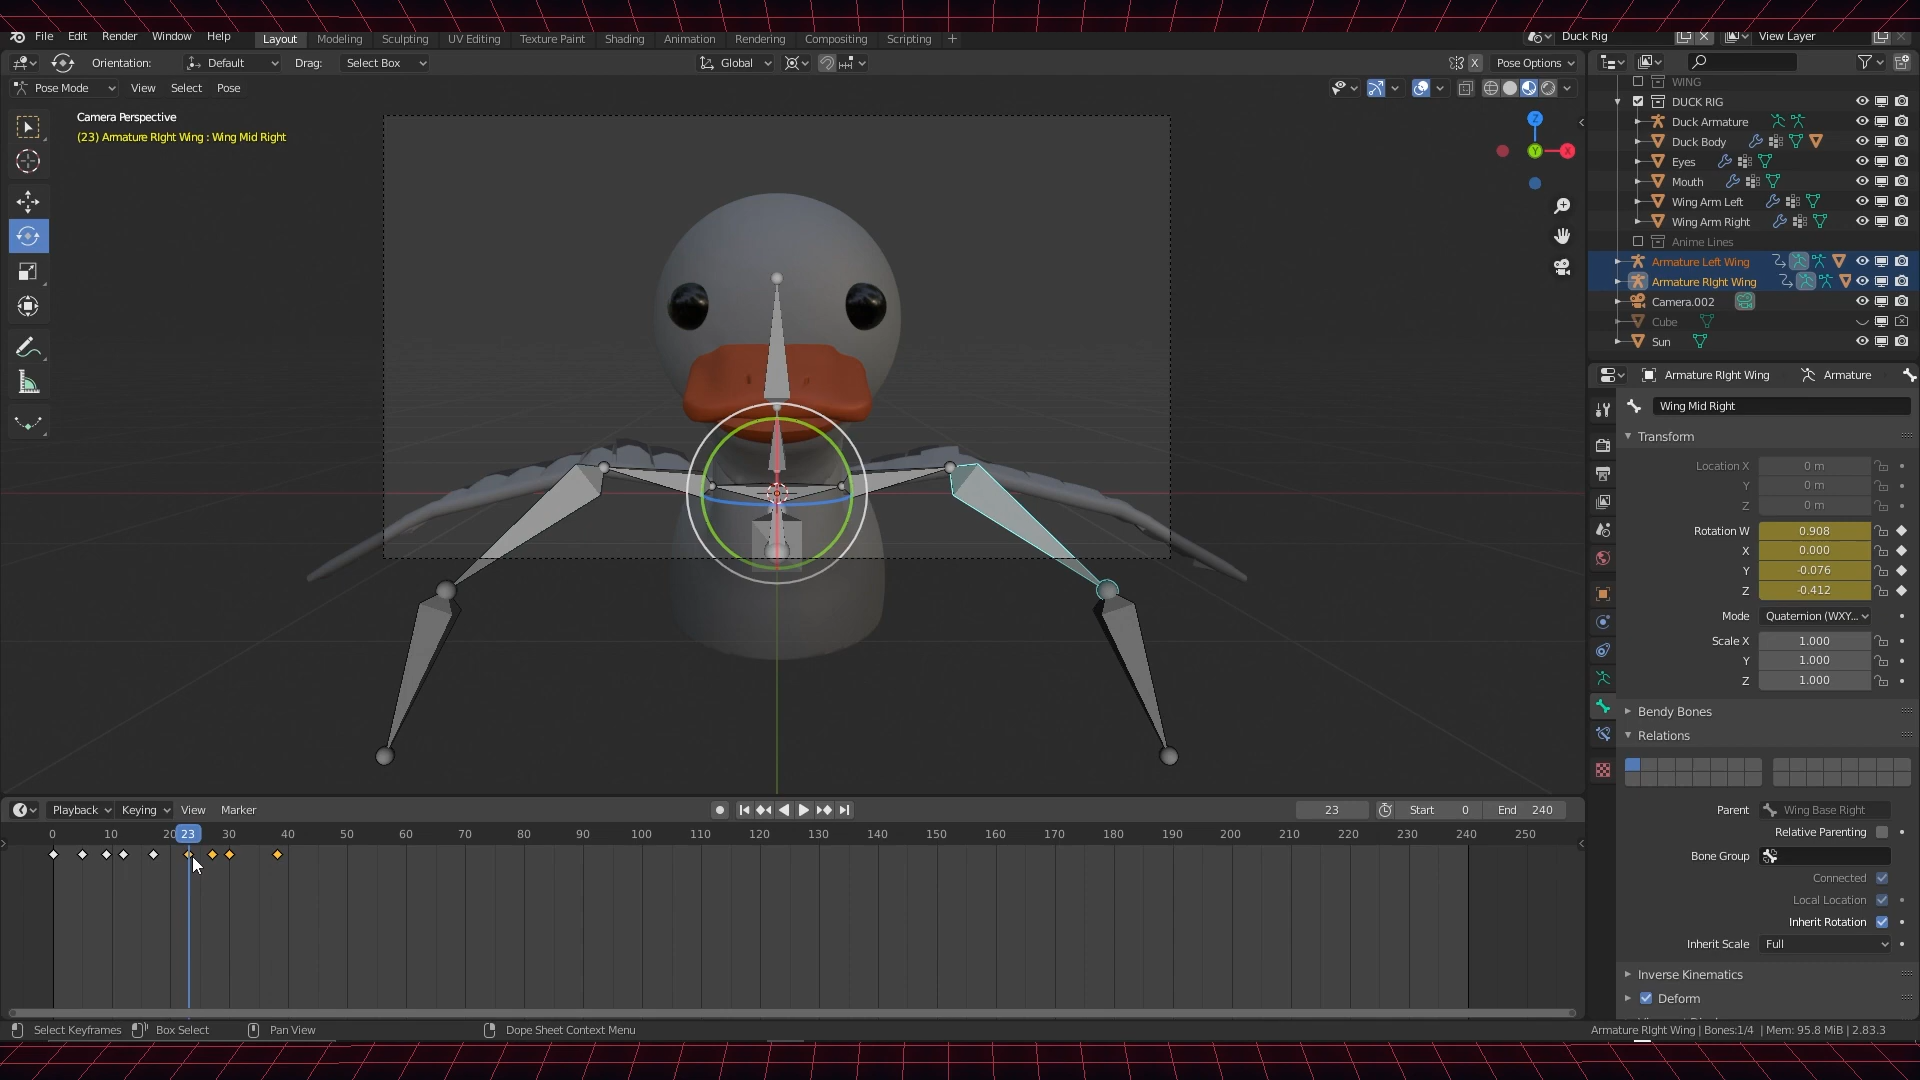 File Edit Render Window Help Layout Modeling Sculpting UV Editing Texture Paint Shading Animation Rendering Compositing Scripting + Duck Rig View Layer
Orientation: Default Drag: Select Box Global X Pose Options
Pose Mode View Select Pose
Camera Perspective
(23) Armature RIght Wing : Wing Mid Right
Z
Y
X
WING
DUCK RIG
Duck Armature
Duck Body
Eyes
Mouth
Wing Arm Left
Wing Arm Right
Anime Lines
Armature Left Wing
Armature RIght Wing
Camera.002
Cube
Sun
Armature RIght Wing Armature
Wing Mid Right
Transform
Location X 0 m
Y 0 m
Z 0 m
Rotation W 0.908
X 0.000
Y -0.076
Z -0.412
Mode Quaternion (WXY...
Scale X 1.000
Y 1.000
Z 1.000
Bendy Bones
Relations
Parent Wing Base Right
Relative Parenting
Bone Group
Connected
Local Location
Inherit Rotation
Inherit Scale Full
Inverse Kinematics
Deform
Playback Keying View Marker 23 Start 0 End 240
0 10 20 23 30 40 50 60 70 80 90 100 110 120 130 140 150 160 170 180 190 200 210 220 230 240 250
Select Keyframes Box Select Pan View Dope Sheet Context Menu Armature RIght Wing | Bones:1/4 | Mem: 95.8 MiB | 2.83.3